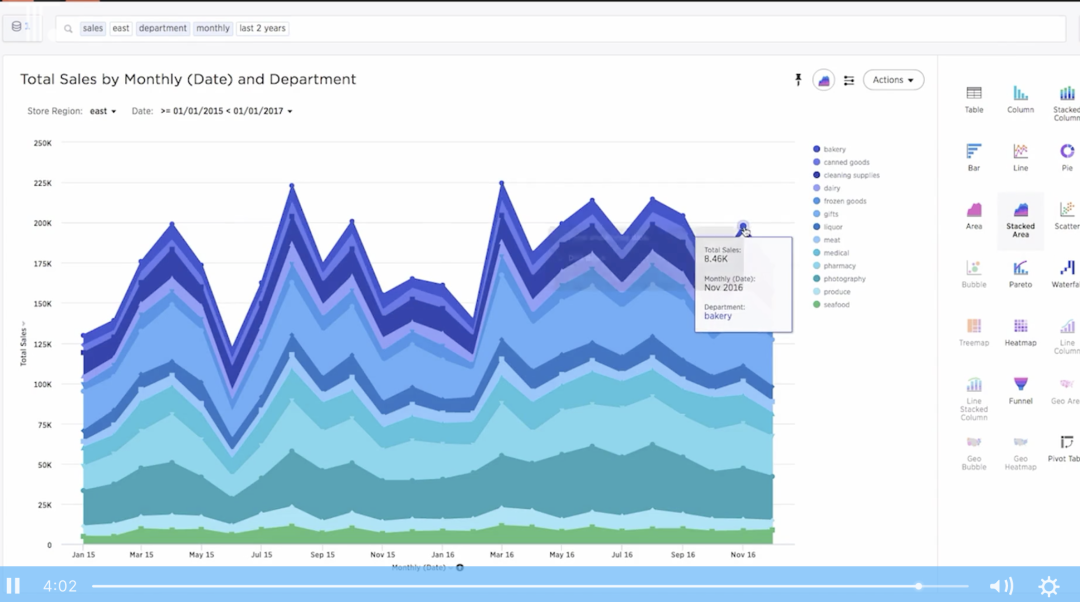 sales east department monthly last 2 years
Total Sales by Monthly (Date) and Department
Actions
Store Region: east Date: >= 01/01/2015 < 01/01/2017
250K
225K
200K
175K
150K
125K
100K
75K
50K
25K
0
Total Sales
Jan 15 Mar 15 May 15 Jul 15 Sep 15 Nov 15 Jan 16 Mar 16 May 16 Jul 16 Sep 16 Nov 16
Monthly (Date)
Total Sales:
8.46K
Monthly (Date):
Nov 2016
Department:
bakery
bakery
canned goods
cleaning supplies
dairy
frozen goods
gifts
liquor
meat
medical
pharmacy
photography
produce
seafood
Table Column Stacked
Column
Bar Line Pie
Area Stacked
Area
Scatter
Bubble Pareto Waterfa
Treemap Heatmap Line
Column
Line
Stacked
Column
Funnel Geo Are
Geo
Bubble
Geo
Heatmap
Pivot Tab
4:02